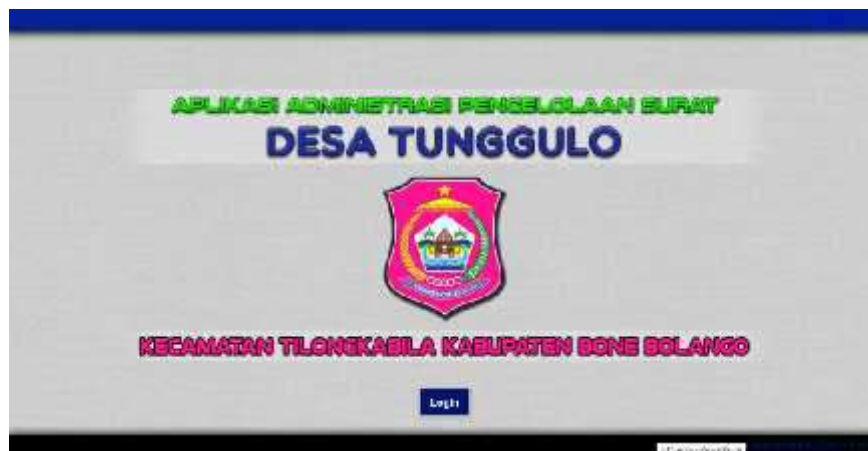 APLIKASI ADMINISTRASI PENGELOLAAN SURAT
DESA TUNGGULO
KECAMATAN TILONGKABILA KABUPATEN BONE BOLANGO
Login